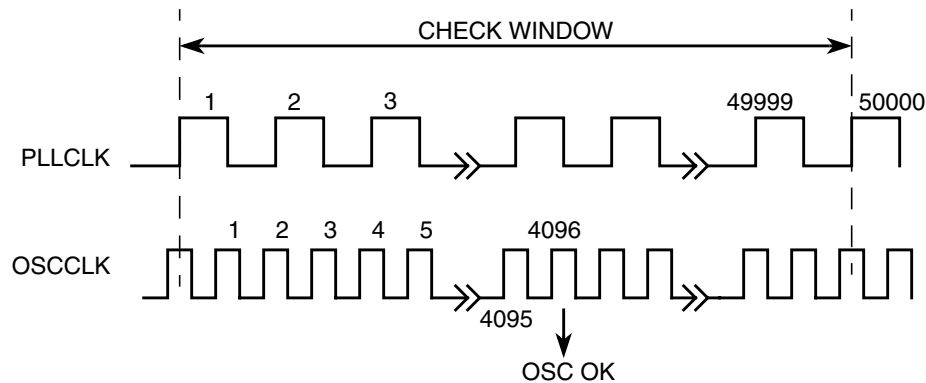 CHECK WINDOW
1 2 3 49999 50000
PLLCLK
1 2 3 4 5 4096
OSCCLK
4095
OSC OK